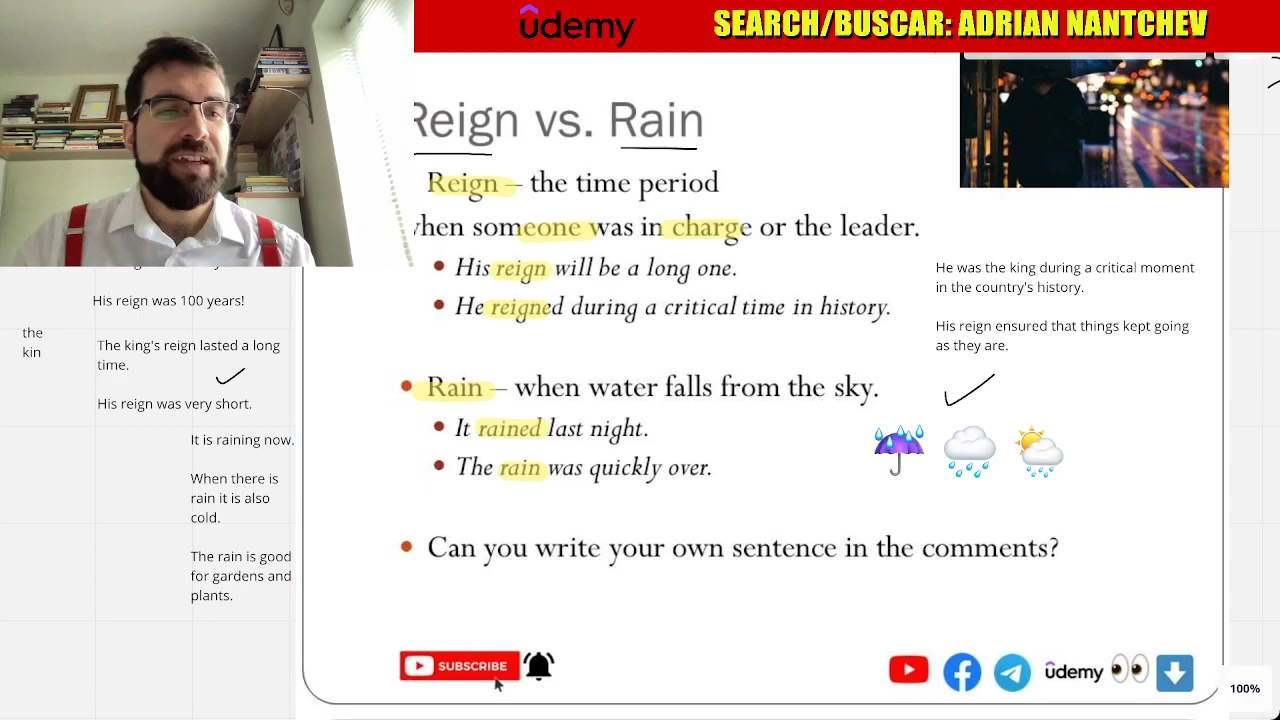 ûdemy
SEARCH/BUSCAR: ADRIAN NANTCHEV
Reign vs. Rain
Reign – the time period
when someone was in charge or the leader.
His reign will be a long one.
He reigned during a critical time in history.
Rain – when water falls from the sky.
It rained last night.
The rain was quickly over.
Can you write your own sentence in the comments?
His reign was 100 years!
the
kin
The king's reign lasted a long
time.
His reign was very short.
It is raining now.
When there is
rain it is also
cold.
The rain is good
for gardens and
plants.
He was the king during a critical moment
in the country's history.
His reign ensured that things kept going
as they are.
SUBSCRIBE
ûdemy
100%